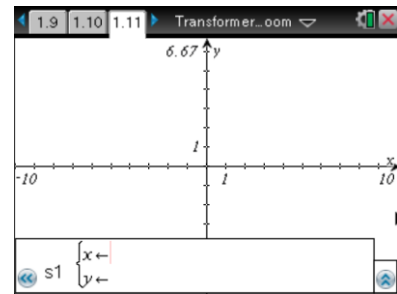 1.9 1.10 1.11 Transformer...oom
6.67 y
1
x
-10 1 10
s1 { x←
y←